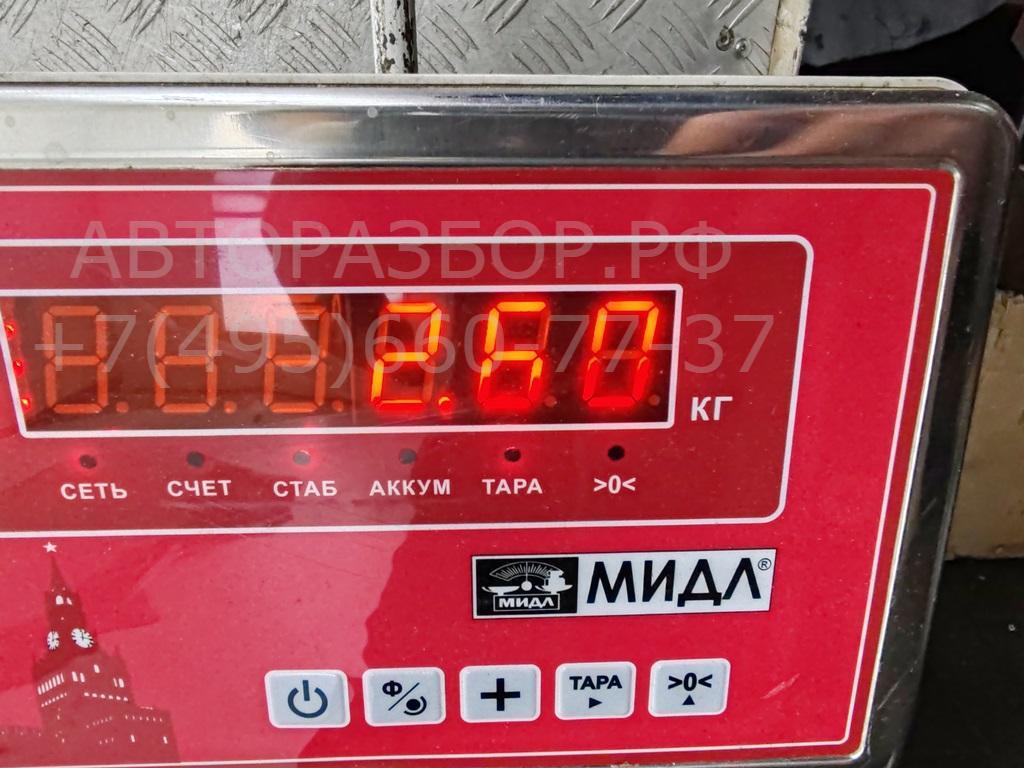 АВТОРАЗБОР.РФ
+7(495)660-77-37
2.60
КГ
СЕТЬ СЧЕТ СТАБ АККУМ ТАРА >0<
МИДЛ МИДЛ®
Ф + ТАРА >0<